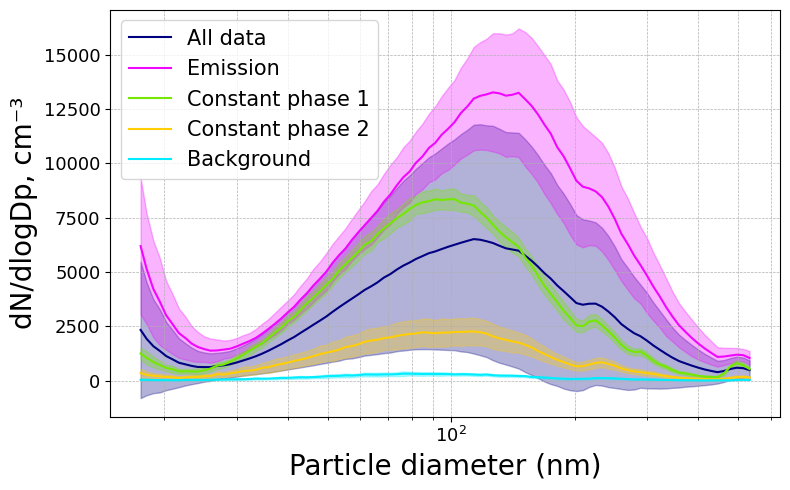 All data
Emission
Constant phase 1
Constant phase 2
Background
dN/dlogDp, cm⁻³
15000
12500
10000
7500
5000
2500
0
10²
Particle diameter (nm)